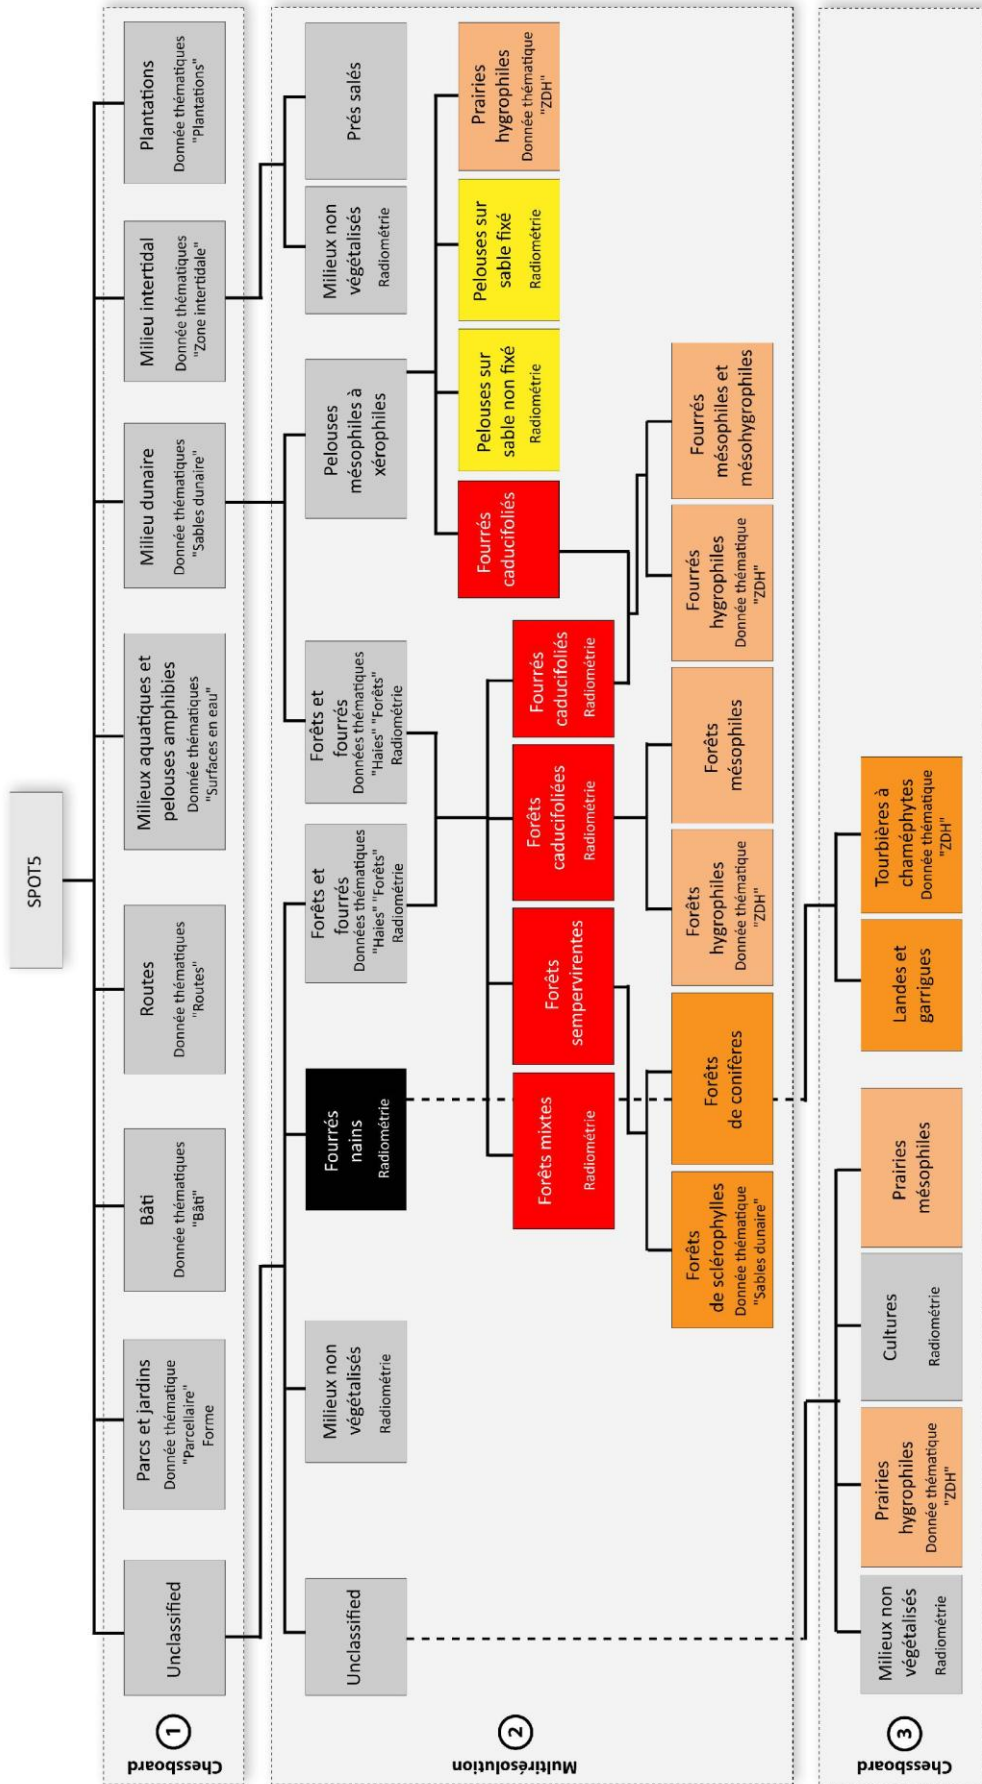 SPOT5
1
Chessboard
Unclassified
Parcs et jardins
Donnée thématique
"Parcellaire"
Forme
Bâti
Donnée thématiques
"Bâti"
Routes
Donnée thématiques
"Routes"
Milieux aquatiques et
pelouses amphibies
Donnée thématiques
"Surfaces en eau"
Milieu dunaire
Donnée thématiques
"Sables dunaire"
Milieu intertidal
Donnée thématiques
"Zone intertidale"
Plantations
Donnée thématiques
"Plantations"
2
Multirésolution
Unclassified
Milieux non
végétalisés
Radiométrie
Fourrés
nains
Radiométrie
Forêts et
fourrés
Données thématiques
"Haies" "Forêts"
Radiométrie
Forêts et
fourrés
Données thématiques
"Haies" "Forêts"
Radiométrie
Pelouses
mésophiles à
xérophiles
Milieux non
végétalisés
Radiométrie
Prés salés
Fourrés
caducifoliés
Pelouses sur
sable non fixé
Radiométrie
Pelouses sur
sable fixé
Radiométrie
Prairies
hygrophiles
Donnée thématique
"ZDH"
Forêts mixtes
Radiométrie
Forêts
sempervirentes
Forêts
caducifoliées
Radiométrie
Fourrés
caducifoliés
Radiométrie
Forêts
de sclérophylles
Donnée thématique
"Sables dunaire"
Forêts
de conifères
Forêts
hygrophiles
Donnée thématique
"ZDH"
Forêts
mésophiles
Fourrés
hygrophiles
Donnée thématique
"ZDH"
Fourrés
mésophiles et
mésohygrophiles
3
Chessboard
Milieux non
végétalisés
Radiométrie
Prairies
hygrophiles
Donnée thématique
"ZDH"
Cultures
Radiométrie
Prairies
mésophiles
Landes et
garrigues
Tourbières à
chaméphytes
Donnée thématique
"ZDH"